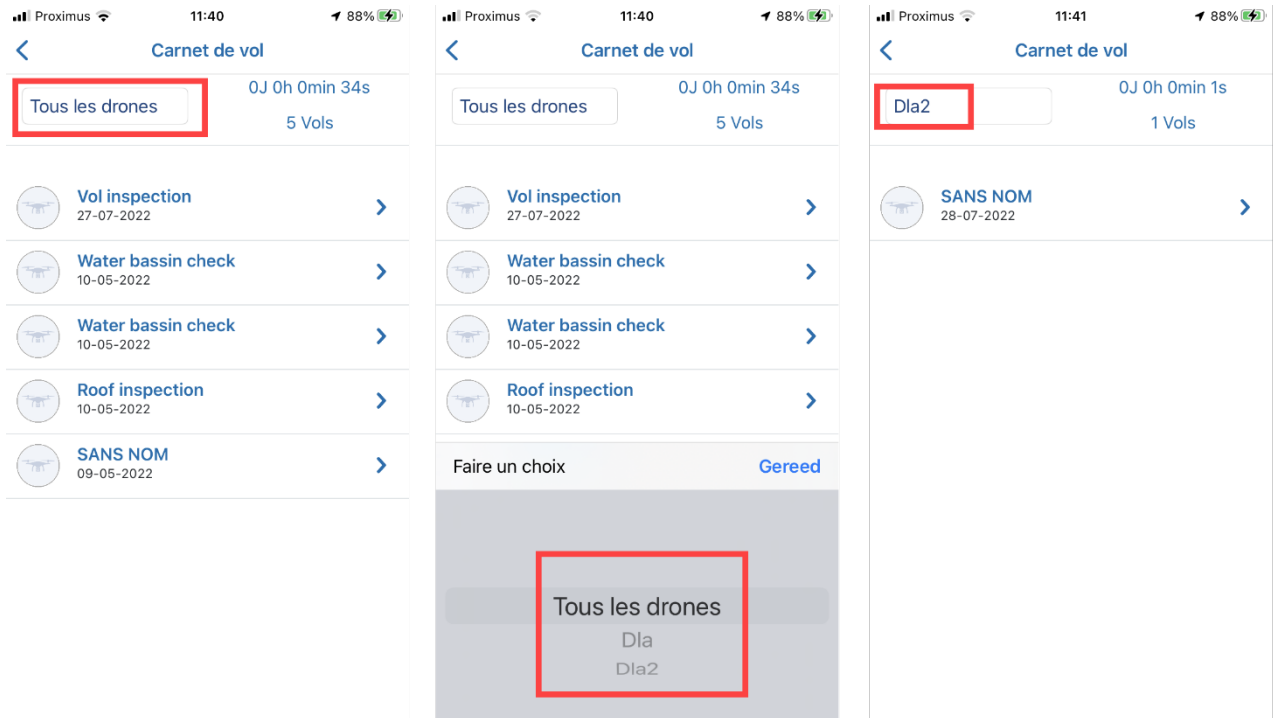 Proximus 11:40 88%
Carnet de vol
Tous les drones
0J 0h 0min 34s
5 Vols
Vol inspection
27-07-2022
Water bassin check
10-05-2022
Water bassin check
10-05-2022
Roof inspection
10-05-2022
SANS NOM
09-05-2022
Proximus 11:40 88%
Carnet de vol
Tous les drones
0J 0h 0min 34s
5 Vols
Vol inspection
27-07-2022
Water bassin check
10-05-2022
Water bassin check
10-05-2022
Roof inspection
10-05-2022
Faire un choix Gereed
Tous les drones
Dla
Dla2
Proximus 11:41 88%
Carnet de vol
Dla2
0J 0h 0min 1s
1 Vols
SANS NOM
28-07-2022